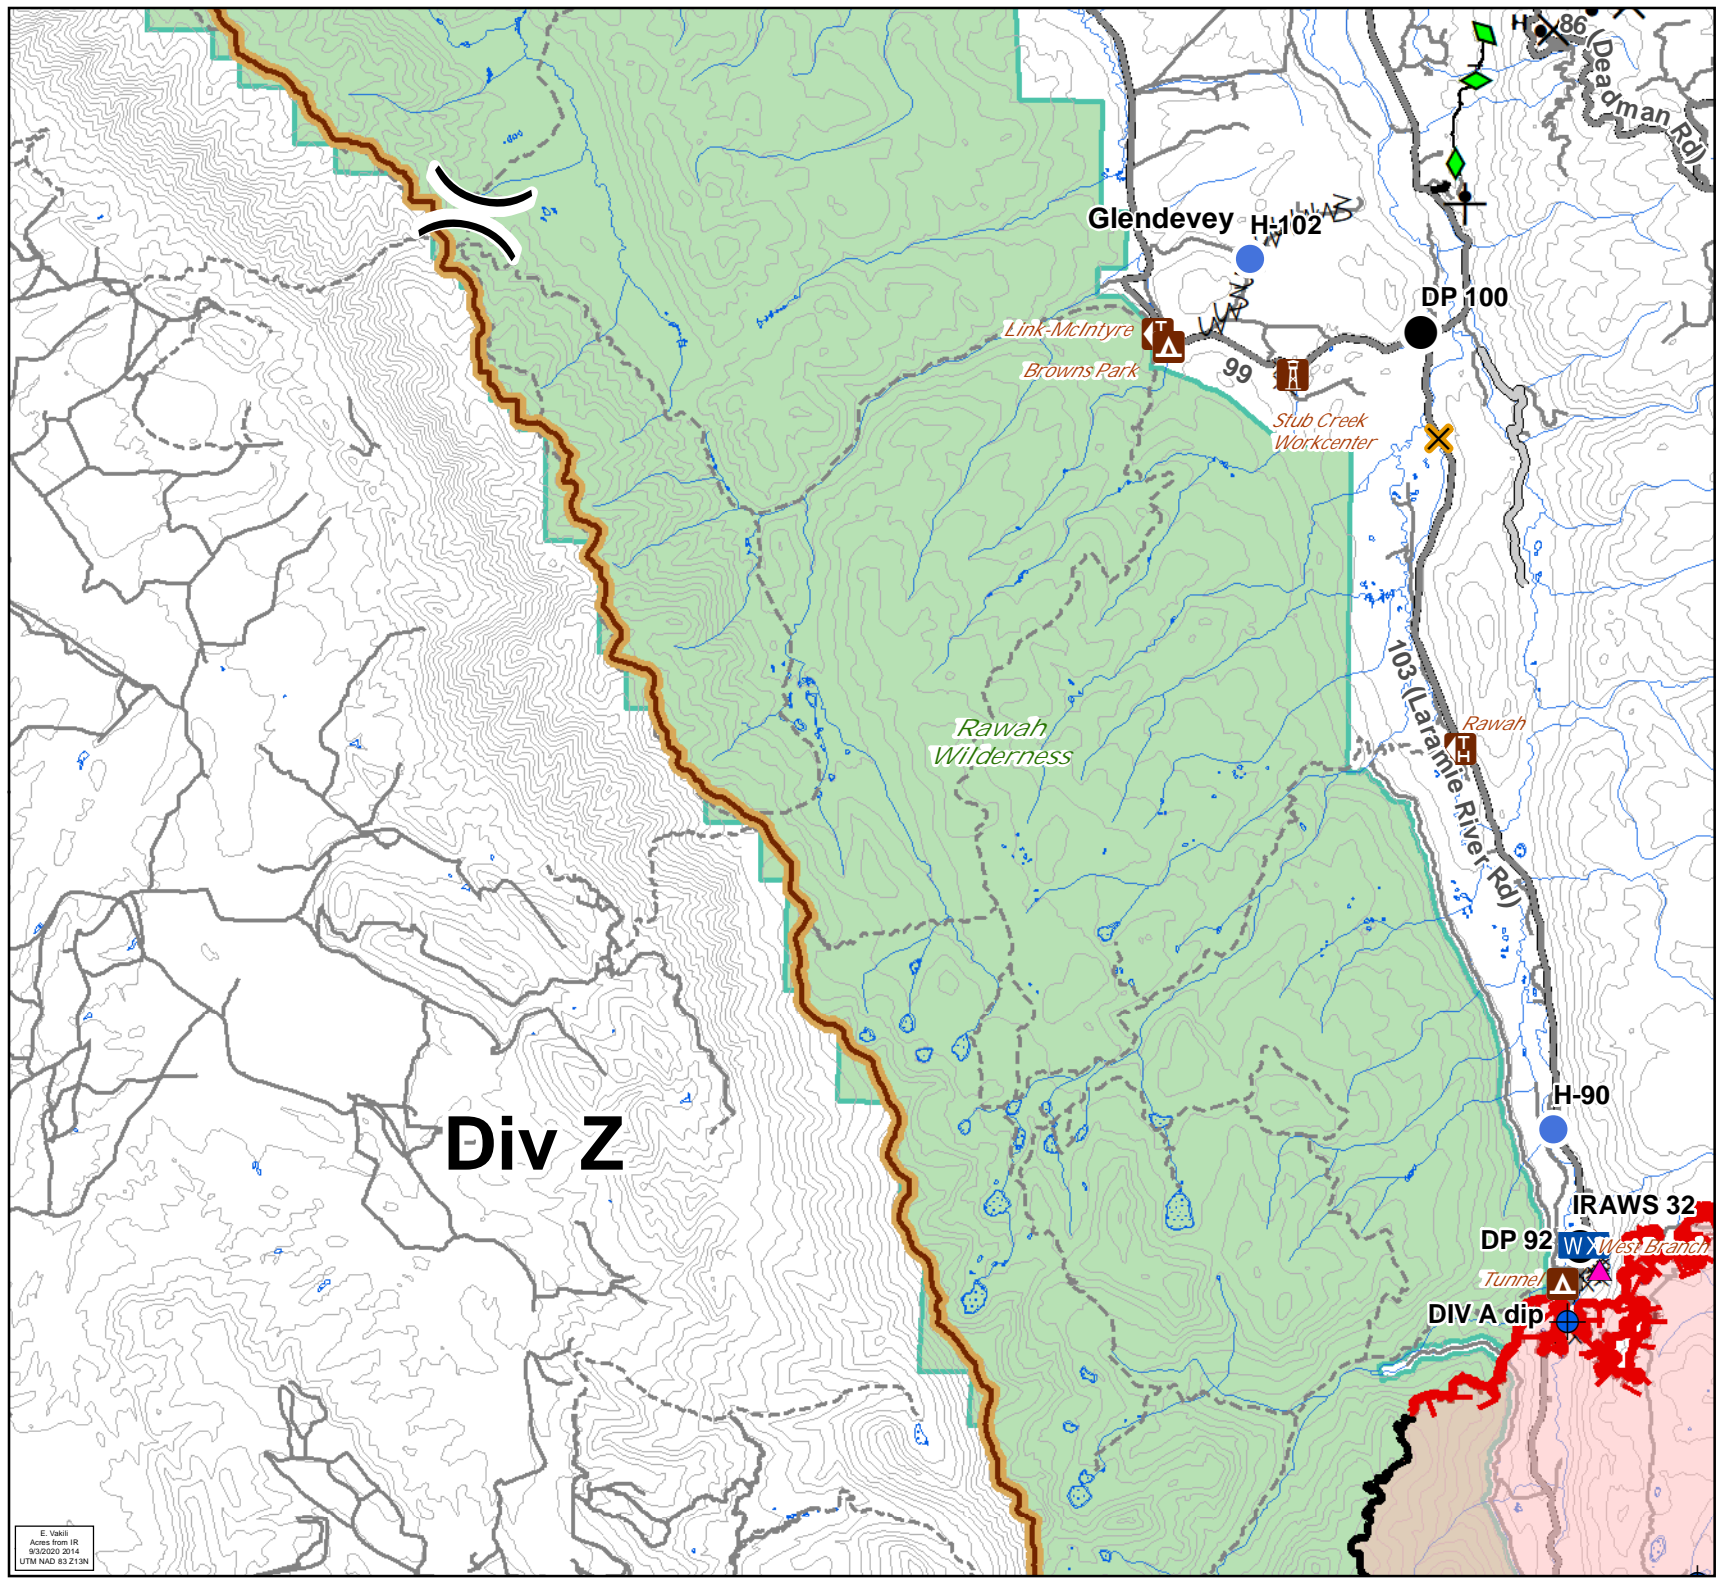 H
86 (Deadman Rd)
Glendevey
H-102
DP 100
Link-McIntyre
T
Browns Park
99
Stub Creek
Workcenter
103 (Laramie River Rd)
Rawah
T
H
Rawah
Wilderness
Div Z
H-90
IRAWS 32
DP 92
WX
West Branch
Tunnel
DIV A dip
E. Vakili
Acres from IR
9/3/2020 2014
UTM NAD 83 Z13N